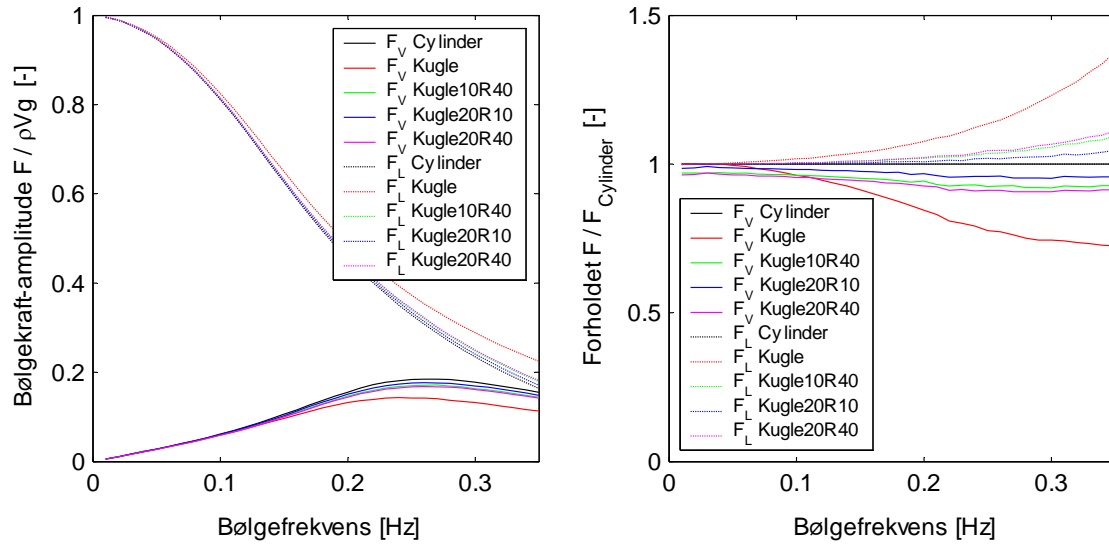 Bølgekraft-amplitude F / ρVg [-]
1
0.8
0.6
0.4
0.2
0
0
0.1
0.2
0.3
Bølgefrekvens [Hz]
F_V Cylinder
F_V Kugle
F_V Kugle10R40
F_V Kugle20R10
F_V Kugle20R40
F_L Cylinder
F_L Kugle
F_L Kugle10R40
F_L Kugle20R10
F_L Kugle20R40
Forholdet F / F_Cylinder [-]
1.5
1
0.5
0
0.1
0.2
0.3
Bølgefrekvens [Hz]
F_V Cylinder
F_V Kugle
F_V Kugle10R40
F_V Kugle20R10
F_V Kugle20R40
F_L Cylinder
F_L Kugle
F_L Kugle10R40
F_L Kugle20R10
F_L Kugle20R40